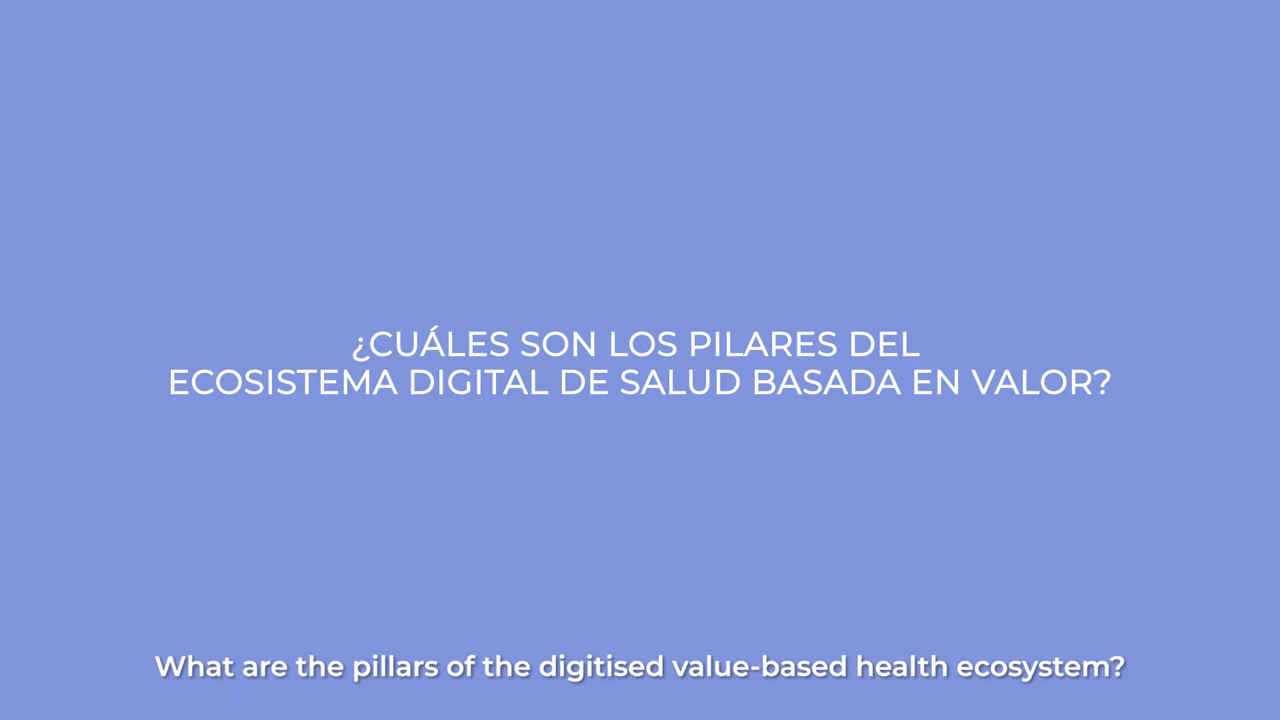 ¿CUÁLES SON LOS PILARES DEL
ECOSISTEMA DIGITAL DE SALUD BASADA EN VALOR?
What are the pillars of the digitised value-based health ecosystem?